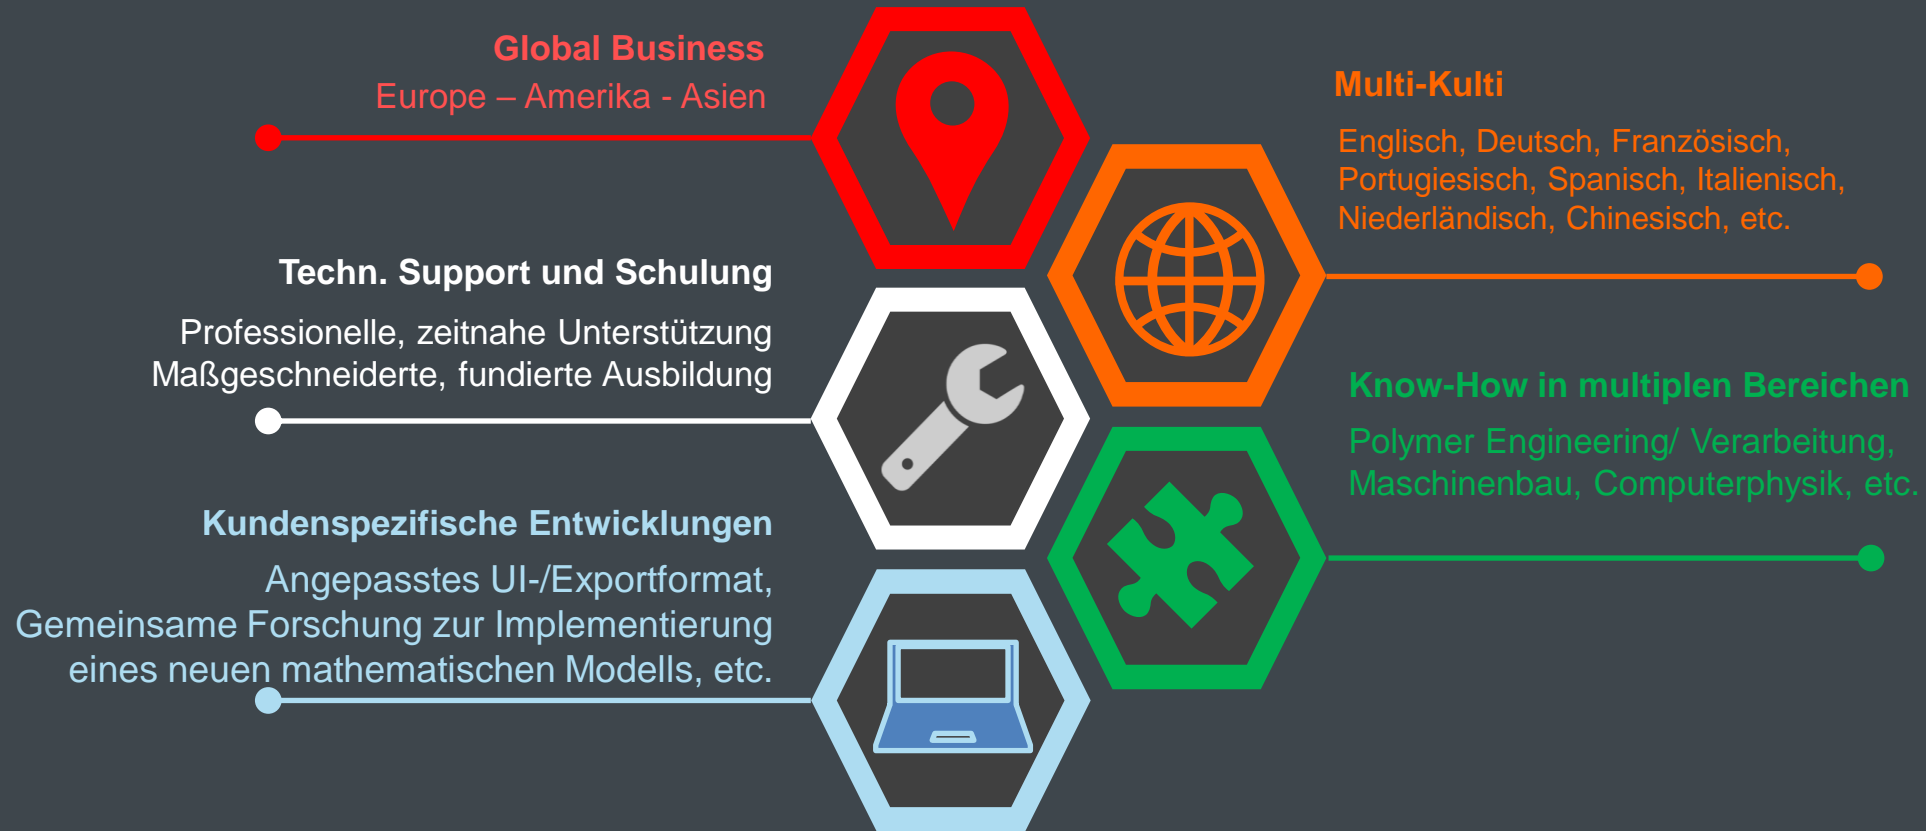 Global Business
Europe – Amerika - Asien
Multi-Kulti
Englisch, Deutsch, Französisch,
Portugiesisch, Spanisch, Italienisch,
Niederländisch, Chinesisch, etc.
Techn. Support und Schulung
Professionelle, zeitnahe Unterstützung
Maßgeschneiderte, fundierte Ausbildung
Know-How in multiplen Bereichen
Polymer Engineering/ Verarbeitung,
Maschinenbau, Computerphysik, etc.
Kundenspezifische Entwicklungen
Angepasstes UI-/Exportformat,
Gemeinsame Forschung zur Implementierung
eines neuen mathematischen Modells, etc.